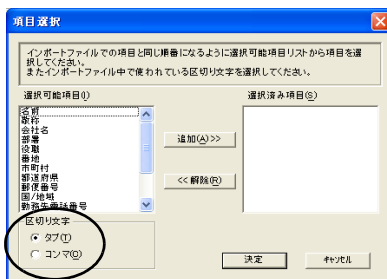 項目選択
インポートファイルでの項目と同じ順番になるように選択可能項目リストから項目を選
択してください。
またインポートファイル中で使われている区切り文字を選択してください。
選択可能項目(I)
選択済み項目(S)
名前
敬称
会社名
部署
役職
番地
市町村
都道府県
郵便番号
国/地域
勤務先電話番号
追加(A)>>
<<解除(R)
区切り文字
タブ(T)
コンマ(O)
決定
キャンセル